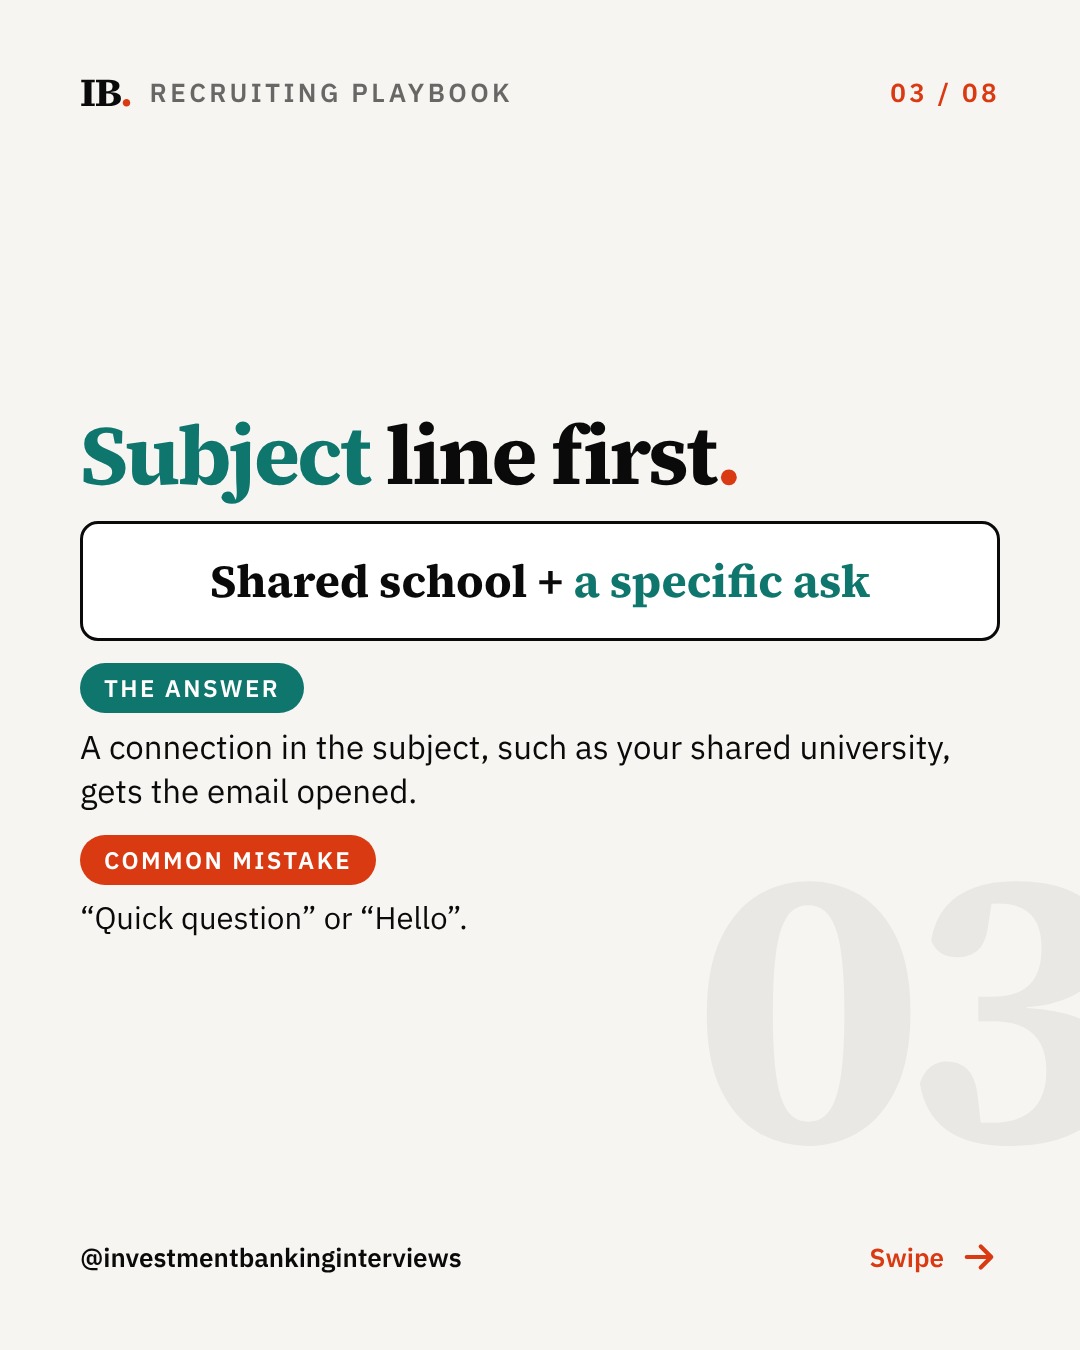 IB. RECRUITING PLAYBOOK
03 / 08
Subject line first.
Shared school + a specific ask
THE ANSWER
A connection in the subject, such as your shared university,
gets the email opened.
COMMON MISTAKE
“Quick question” or “Hello”.
03
@investmentbankinginterviews
Swipe →